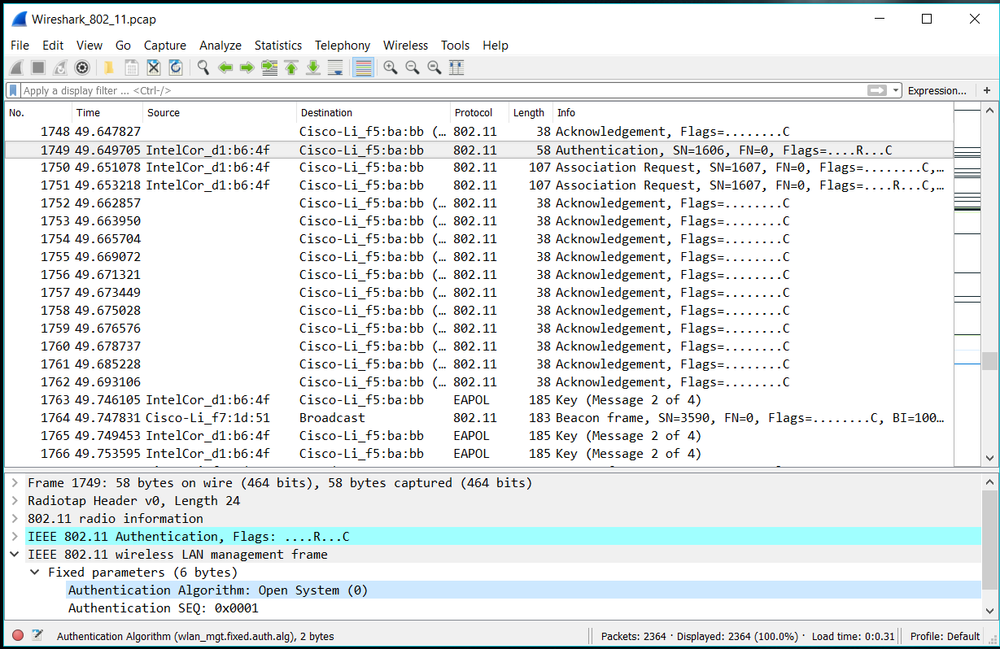 Wireshark_802_11.pcap
File Edit View Go Capture Analyze Statistics Telephony Wireless Tools Help
Apply a display filter ... <Ctrl-/> Expression... +
No. Time Source Destination Protocol Length Info
1748 49.647827 Cisco-Li_f5:ba:bb (… 802.11 38 Acknowledgement, Flags=........C
1749 49.649705 IntelCor_d1:b6:4f Cisco-Li_f5:ba:bb 802.11 58 Authentication, SN=1606, FN=0, Flags=....R...C
1750 49.651078 IntelCor_d1:b6:4f Cisco-Li_f5:ba:bb 802.11 107 Association Request, SN=1607, FN=0, Flags=........C,…
1751 49.653218 IntelCor_d1:b6:4f Cisco-Li_f5:ba:bb 802.11 107 Association Request, SN=1607, FN=0, Flags=....R...C,…
1752 49.662857 Cisco-Li_f5:ba:bb (… 802.11 38 Acknowledgement, Flags=........C
1753 49.663950 Cisco-Li_f5:ba:bb (… 802.11 38 Acknowledgement, Flags=........C
1754 49.665704 Cisco-Li_f5:ba:bb (… 802.11 38 Acknowledgement, Flags=........C
1755 49.669072 Cisco-Li_f5:ba:bb (… 802.11 38 Acknowledgement, Flags=........C
1756 49.671321 Cisco-Li_f5:ba:bb (… 802.11 38 Acknowledgement, Flags=........C
1757 49.673449 Cisco-Li_f5:ba:bb (… 802.11 38 Acknowledgement, Flags=........C
1758 49.675028 Cisco-Li_f5:ba:bb (… 802.11 38 Acknowledgement, Flags=........C
1759 49.676576 Cisco-Li_f5:ba:bb (… 802.11 38 Acknowledgement, Flags=........C
1760 49.678737 Cisco-Li_f5:ba:bb (… 802.11 38 Acknowledgement, Flags=........C
1761 49.685228 Cisco-Li_f5:ba:bb (… 802.11 38 Acknowledgement, Flags=........C
1762 49.693106 Cisco-Li_f5:ba:bb (… 802.11 38 Acknowledgement, Flags=........C
1763 49.746105 IntelCor_d1:b6:4f Cisco-Li_f5:ba:bb EAPOL 185 Key (Message 2 of 4)
1764 49.747831 Cisco-Li_f7:1d:51 Broadcast 802.11 183 Beacon frame, SN=3590, FN=0, Flags=........C, BI=100…
1765 49.749453 IntelCor_d1:b6:4f Cisco-Li_f5:ba:bb EAPOL 185 Key (Message 2 of 4)
1766 49.753595 IntelCor_d1:b6:4f Cisco-Li_f5:ba:bb EAPOL 185 Key (Message 2 of 4)
Frame 1749: 58 bytes on wire (464 bits), 58 bytes captured (464 bits)
Radiotap Header v0, Length 24
802.11 radio information
IEEE 802.11 Authentication, Flags: ....R...C
IEEE 802.11 wireless LAN management frame
Fixed parameters (6 bytes)
Authentication Algorithm: Open System (0)
Authentication SEQ: 0x0001
Authentication Algorithm (wlan_mgt.fixed.auth.alg), 2 bytes Packets: 2364 · Displayed: 2364 (100.0%) · Load time: 0:0.31 Profile: Default